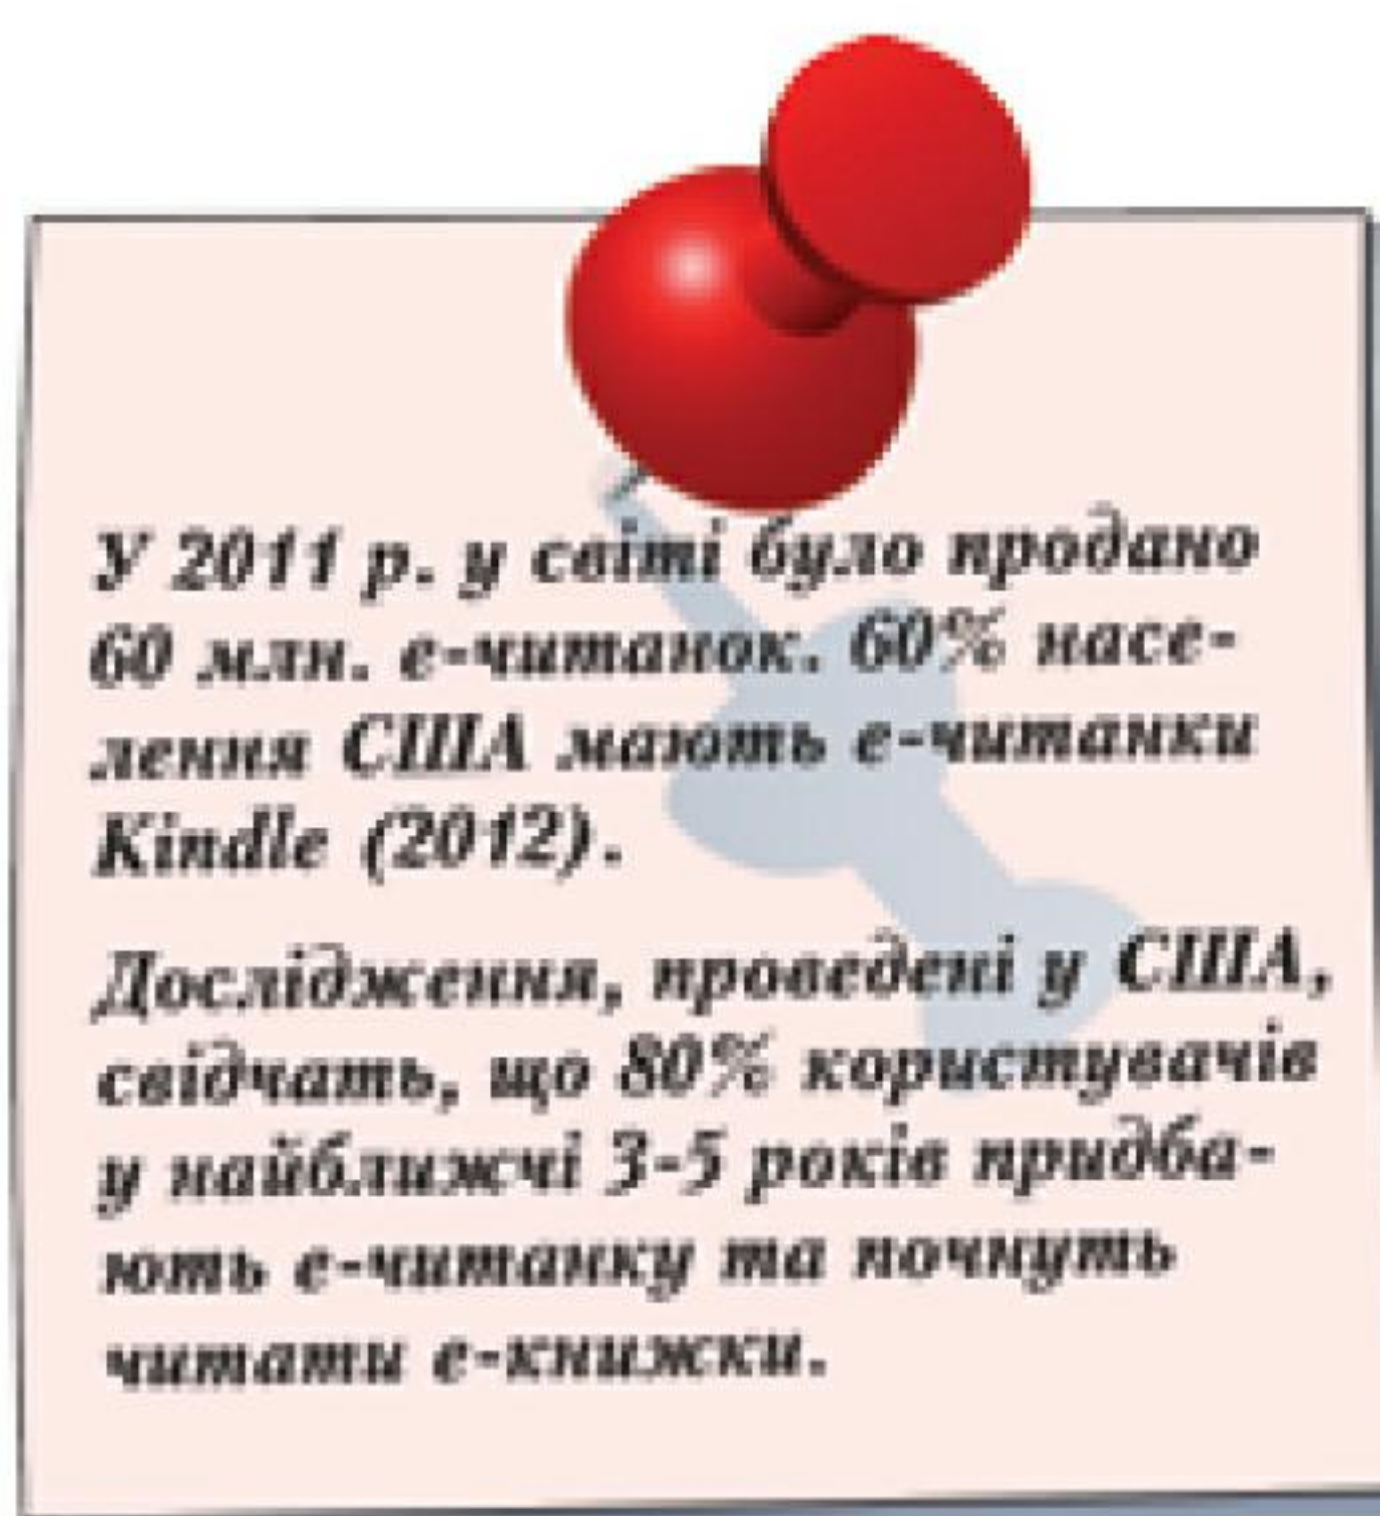 У 2011 р. у світі було продано
60 млн. е-читанок. 60% насе-
лення США мають е-читанки
Kindle (2012).
Дослідження, проведені у США,
свідчать, що 80% користувачів
у найближчі 3-5 років придба-
ють е-читанку та почнуть
читати е-книжки.